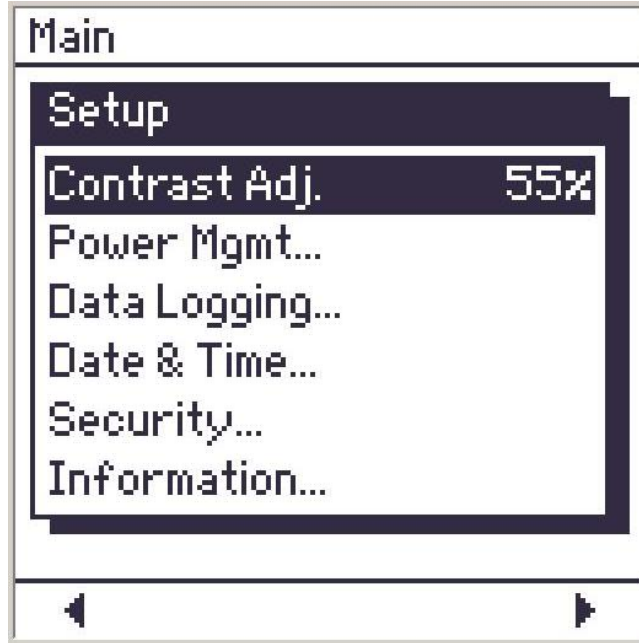 Main
Setup
Contrast Adj. 55%
Power Mgmt...
Data Logging...
Date & Time...
Security...
Information...